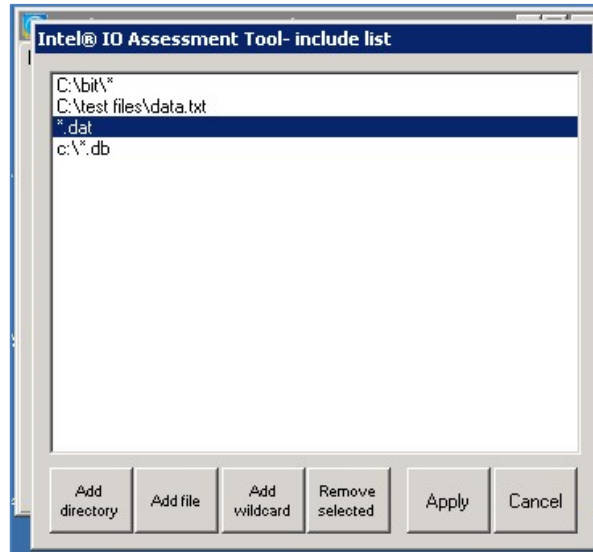 Intel® IO Assessment Tool- include list
C:\bit\*
C:\test files\data.txt
*.dat
c:\*.db
Add directory
Add file
Add wildcard
Remove selected
Apply
Cancel